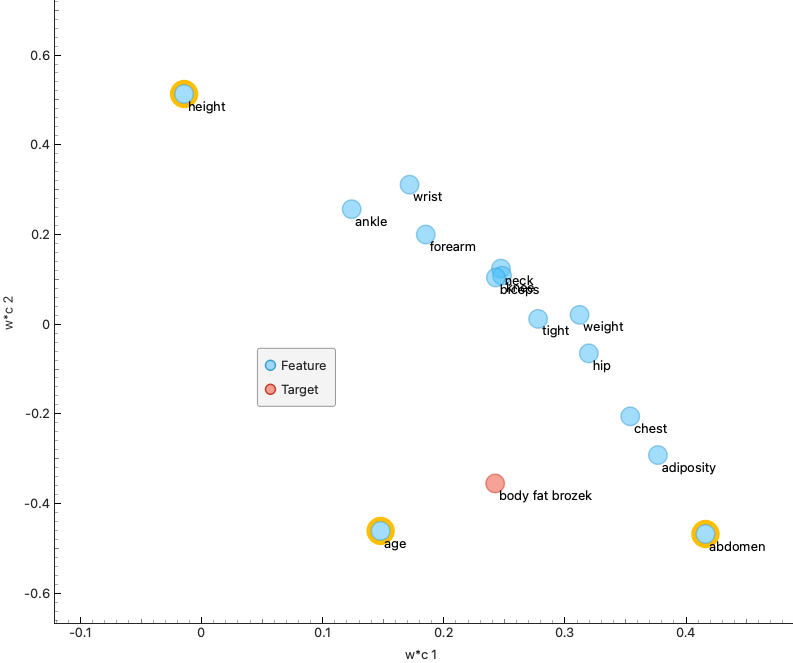 0.6
height
0.4
wrist
ankle
0.2
forearm
neck
knee
biceps
w*c 2
0
tight
weight
hip
Feature
Target
-0.2
chest
adiposity
body fat brozek
-0.4
age
abdomen
-0.6
-0.1 0 0.1 0.2 0.3 0.4
w*c 1